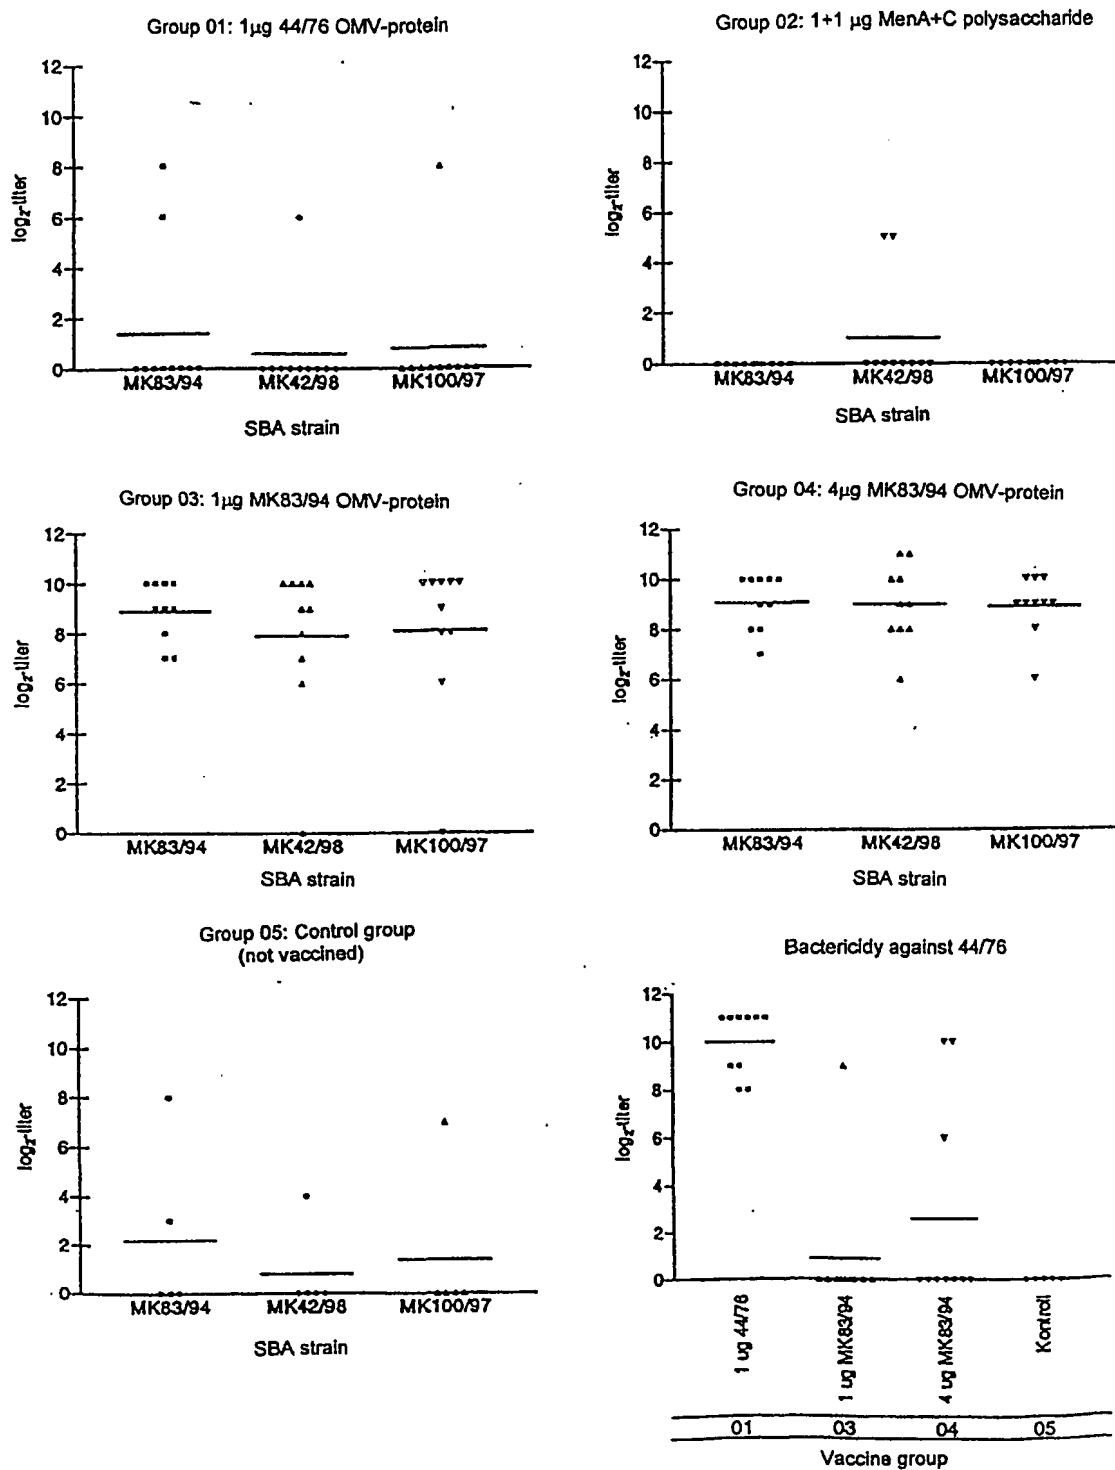 Group 01: 1µg 44/76 OMV-protein
12
10
8
6
4
2
0
log2-titer
MK83/94 MK42/98 MK100/97
SBA strain
Group 02: 1+1 µg MenA+C polysaccharide
12
10
8
6
4
2
0
log2-titer
MK83/94 MK42/98 MK100/97
SBA strain
Group 03: 1µg MK83/94 OMV-protein
12
10
8
6
4
2
0
log2-titer
MK83/94 MK42/98 MK100/97
SBA strain
Group 04: 4µg MK83/94 OMV-protein
12
10
8
6
4
2
0
log2-titer
MK83/94 MK42/98 MK100/97
SBA strain
Group 05: Control group
(not vaccined)
12
10
8
6
4
2
0
log2-titer
MK83/94 MK42/98 MK100/97
SBA strain
Bactericidy against 44/76
12
10
8
6
4
2
0
log2-titer
1 ug 44/76
1 ug MK83/94
4 ug MK83/94
Kontroll
01 03 04 05
Vaccine group